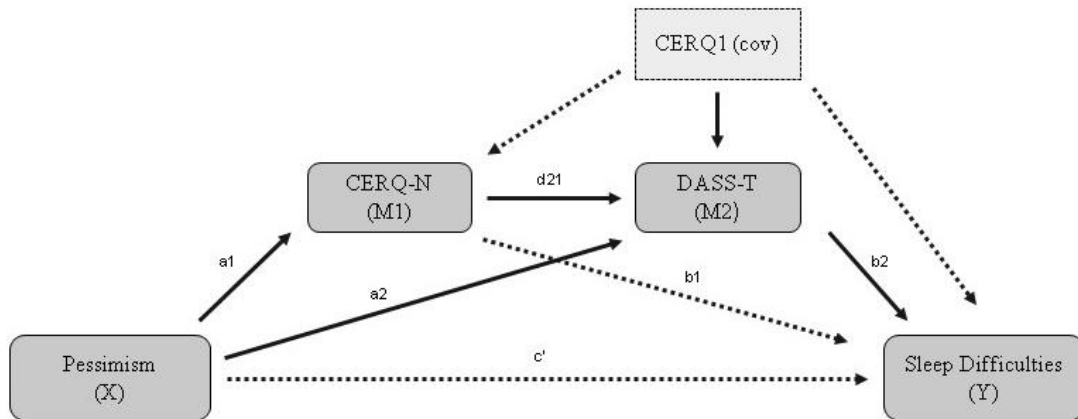 CERQ1 (cov)
CERQ-N
(M1)
d21
DASS-T
(M2)
a1
a2
b1
b2
Pessimism
(X)
c'
Sleep Difficulties
(Y)